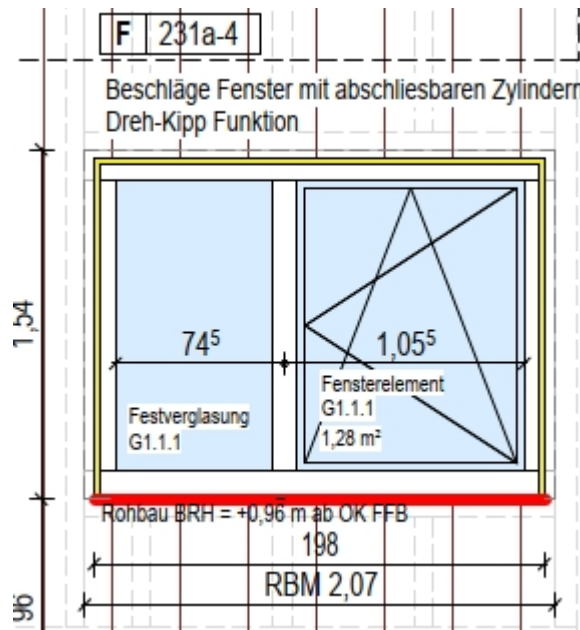 F 231a-4
Beschläge Fenster mit abschliesbaren Zylindern
Dreh-Kipp Funktion
1,54
74⁵
1,05⁵
Festverglasung
G1.1.1
Fensterelement
G1.1.1
1,28 m²
Rohbau BRH = +0,96 m ab OK FFB
198
RBM 2,07
96